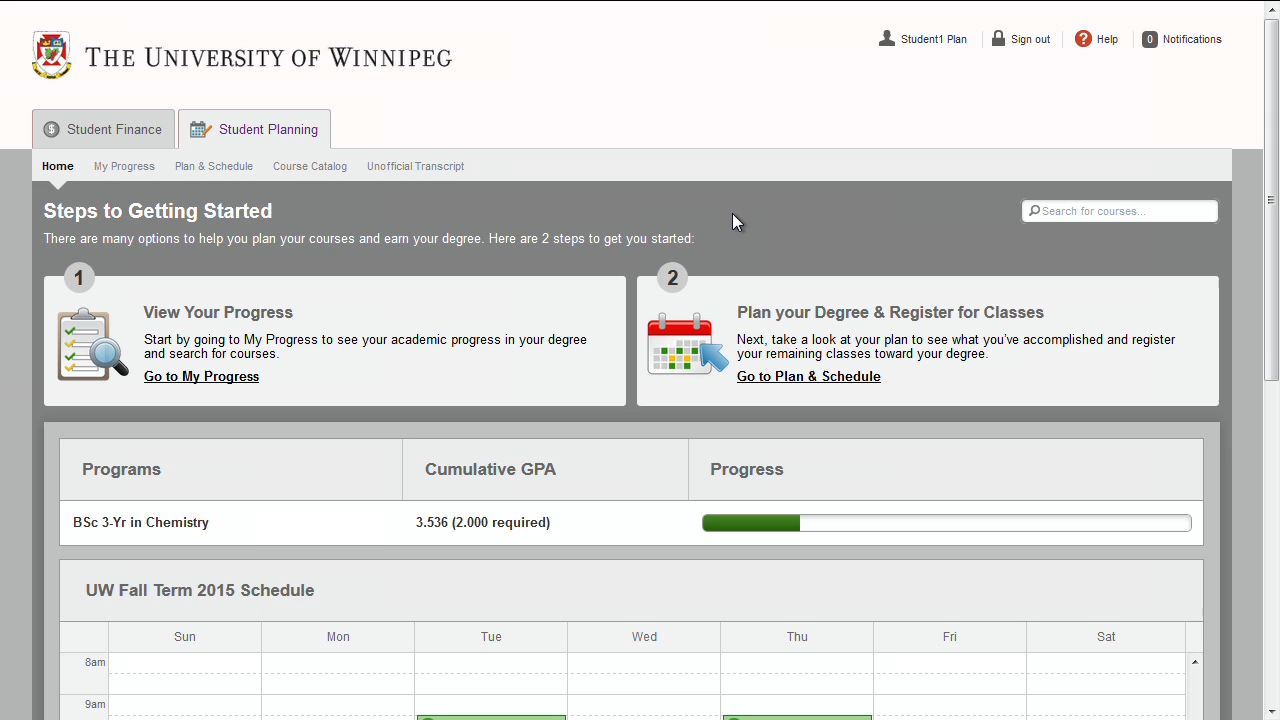 THE UNIVERSITY OF WINNIPEG
Student1 Plan
Sign out
? Help
0 Notifications
$ Student Finance
Student Planning
Home
My Progress
Plan & Schedule
Course Catalog
Unofficial Transcript
Steps to Getting Started
Search for courses...
There are many options to help you plan your courses and earn your degree. Here are 2 steps to get you started:
1
View Your Progress
Start by going to My Progress to see your academic progress in your degree
and search for courses.
Go to My Progress
2
Plan your Degree & Register for Classes
Next, take a look at your plan to see what you've accomplished and register
your remaining classes toward your degree.
Go to Plan & Schedule
Programs
Cumulative GPA
Progress
BSc 3-Yr in Chemistry
3.536 (2.000 required)
UW Fall Term 2015 Schedule
Sun
Mon
Tue
Wed
Thu
Fri
Sat
8am
9am